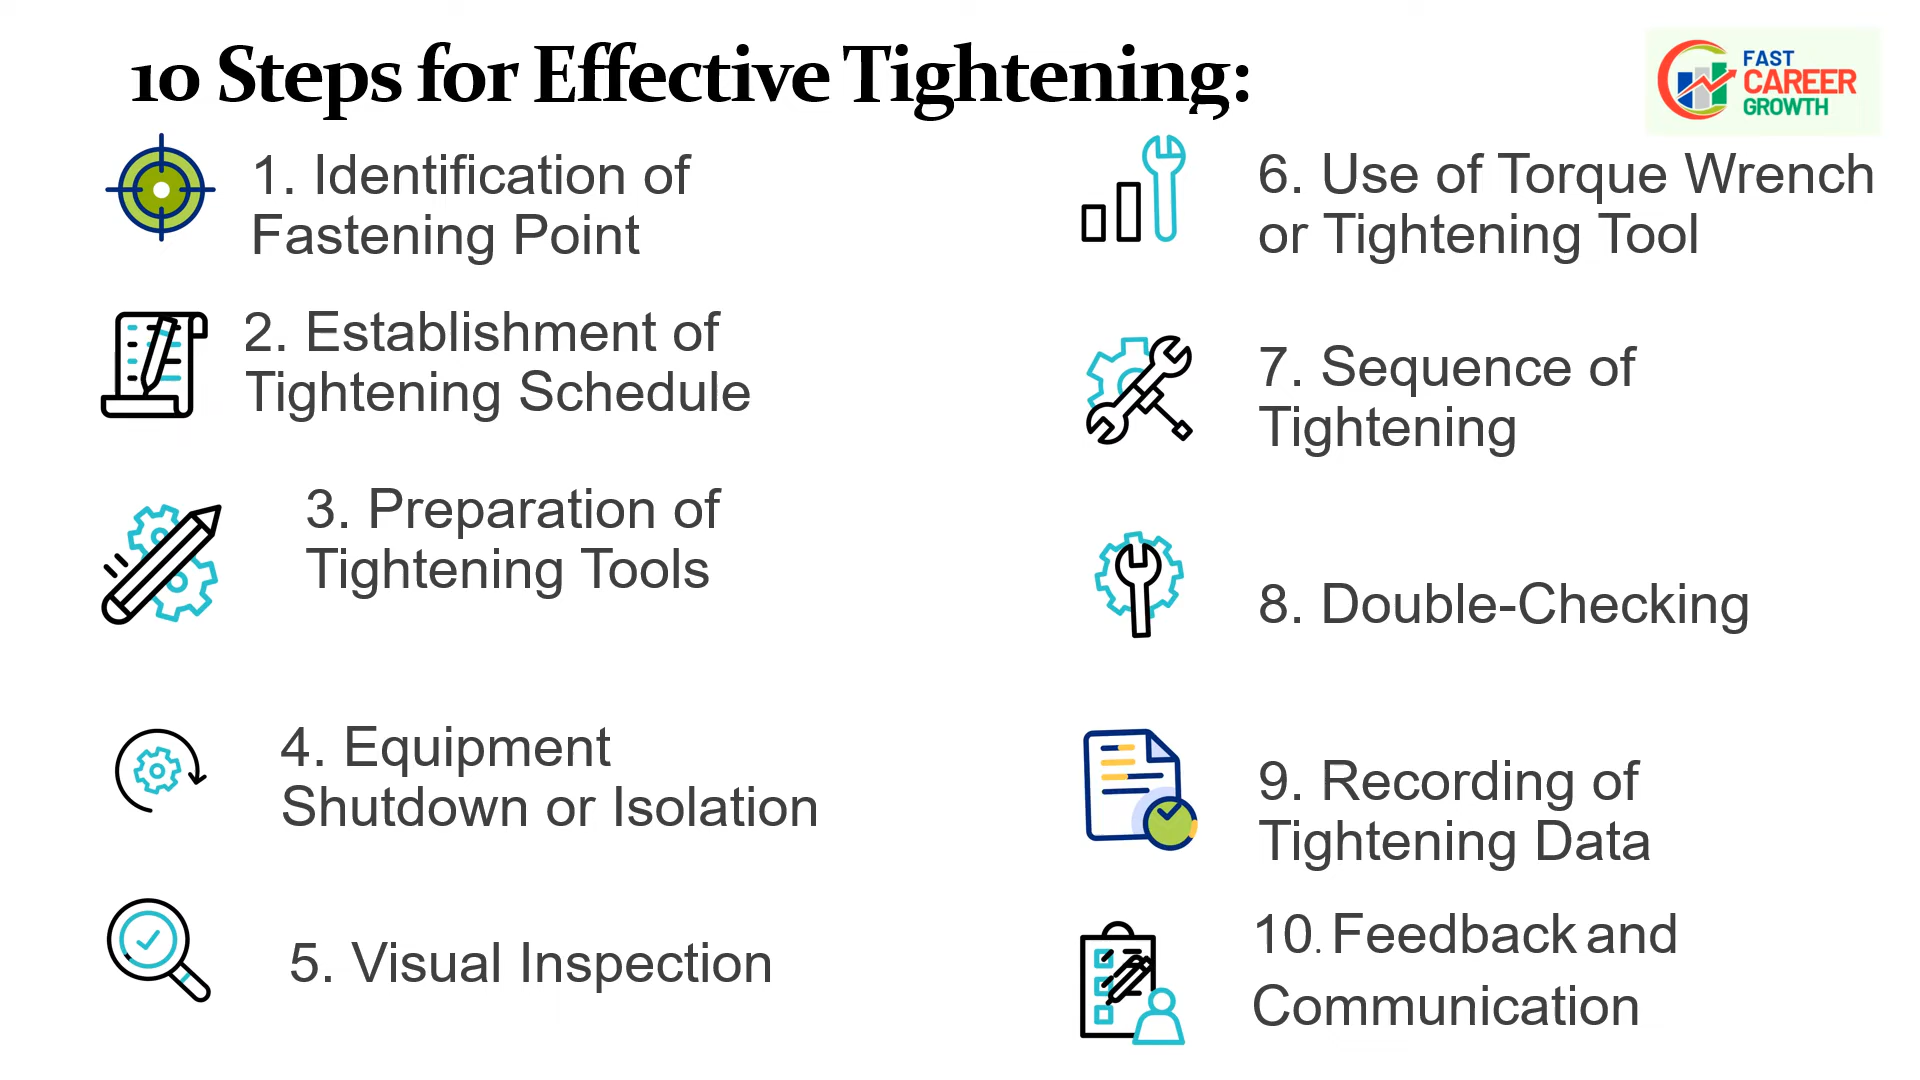 10 Steps for Effective Tightening:
FAST
CAREER
GROWTH
1. Identification of
Fastening Point
2. Establishment of
Tightening Schedule
3. Preparation of
Tightening Tools
4. Equipment
Shutdown or Isolation
5. Visual Inspection
6. Use of Torque Wrench
or Tightening Tool
7. Sequence of
Tightening
8. Double-Checking
9. Recording of
Tightening Data
10. Feedback and
Communication